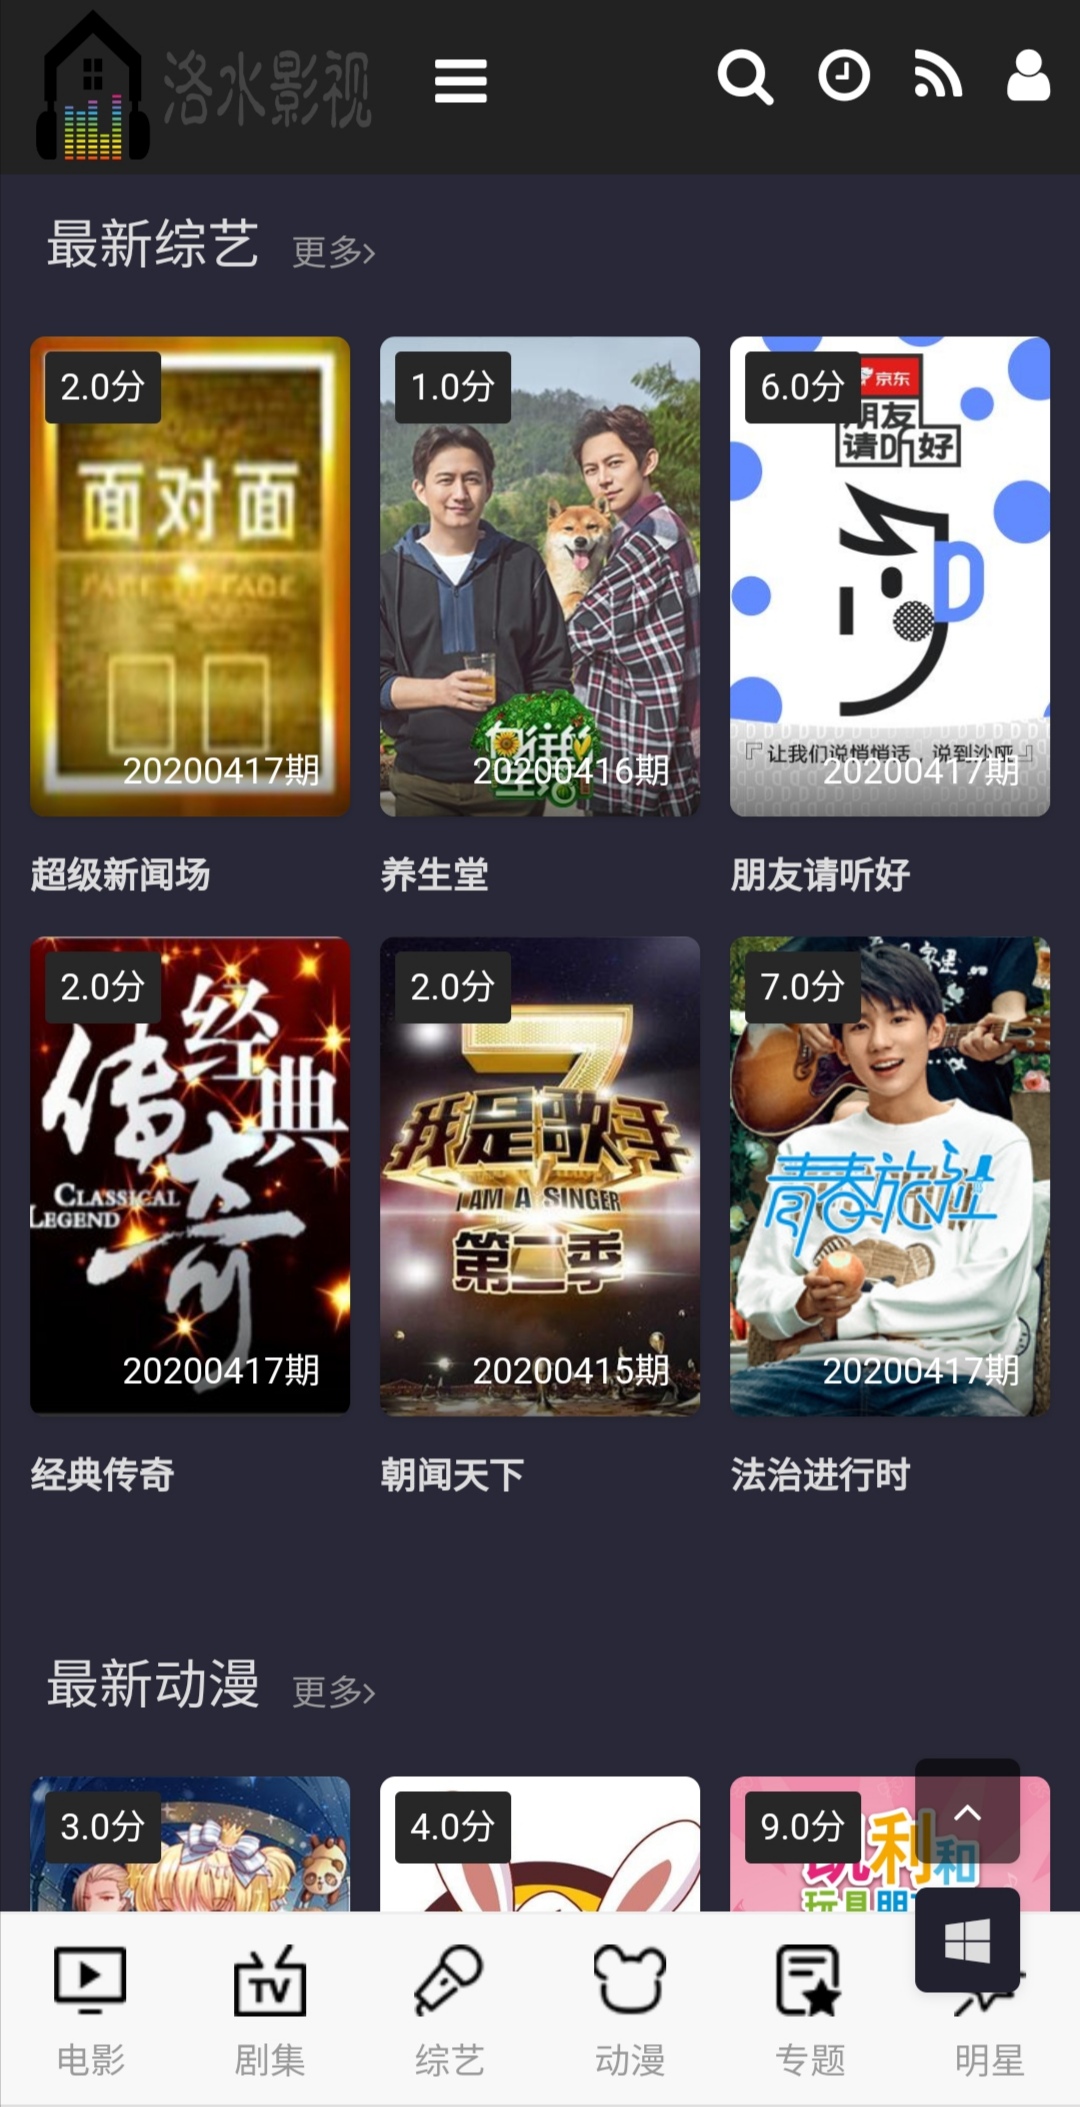 洛水影视
最新综艺 更多
2.0分
面对面
FACE TO FACE
20200417期
超级新闻场
1.0分
向往的
生活
20200416期
养生堂
6.0分
京东
朋友
请听好
『让我们说悄悄话，说到沙哑』
20200417期
朋友请听好
2.0分
经典
传奇
CLASSICAL
LEGEND
20200417期
经典传奇
2.0分
我是歌手
I AM A SINGER
第二季
20200415期
朝闻天下
7.0分
青春旅社
20200417期
法治进行时
最新动漫 更多
3.0分
4.0分
9.0分
凯利和
电影
TV
剧集
综艺
动漫
专题
明星